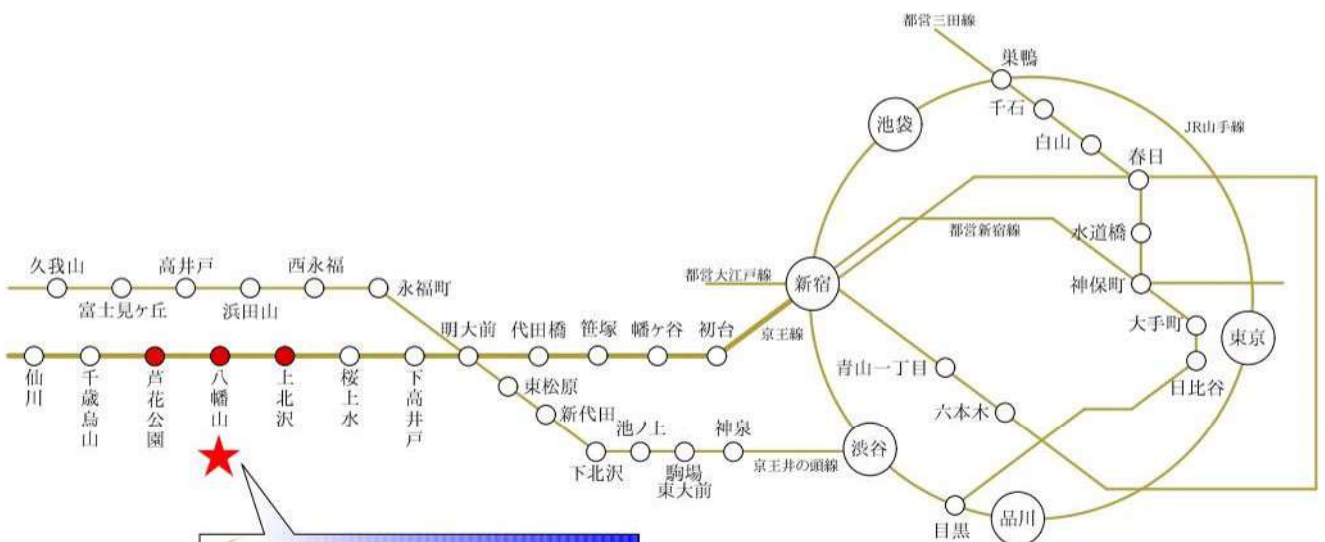 都営三田線
巣鴨
千石
池袋
JR山手線
白山
春日
都営新宿線
水道橋
久我山
高井戸
西永福
都営大江戸線
新宿
神保町
富士見ヶ丘
浜田山
永福町
大手町
明大前
代田橋
笹塚
幡ヶ谷
初台
京王線
東京
日比谷
仙川
千歳烏山
芦花公園
八幡山
上北沢
桜上水
下高井戸
青山一丁目
東松原
六本木
新代田
池ノ上
神泉
渋谷
下北沢
駒場
東大前
京王井の頭線
目黒
品川